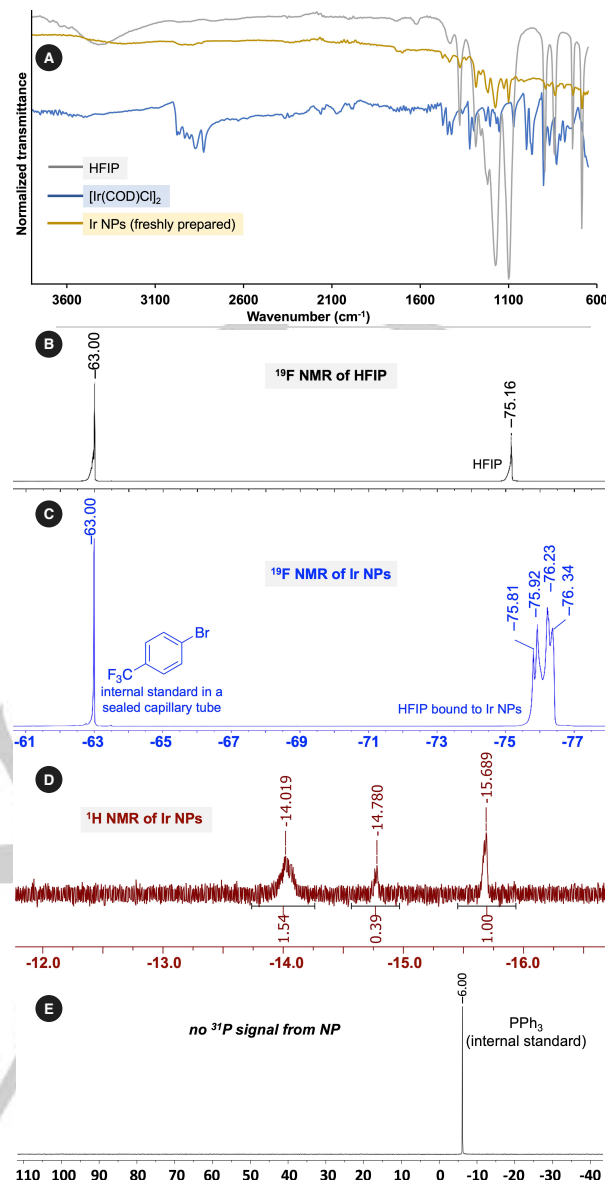 A
Normalized transmittance
HFIP
[Ir(COD)Cl]₂
Ir NPs (freshly prepared)
3600 3100 2600 2100 1600 1100 600
Wavenumber (cm⁻¹)
B
–63.00
¹⁹F NMR of HFIP
–75.16
HFIP
C
–63.00
¹⁹F NMR of Ir NPs
–75.81
–75.92
–76.23
–76. 34
Br
F₃C
internal standard in a
sealed capillary tube
HFIP bound to Ir NPs
-61 -63 -65 -67 -69 -71 -73 -75 -77
D
¹H NMR of Ir NPs
-14.019
-14.780
-15.689
1.54
0.39
1.00
-12.0 -13.0 -14.0 -15.0 -16.0
E
–6.00
no ³¹P signal from NP
PPh₃
(internal standard)
110 100 90 80 70 60 50 40 30 20 10 0 -10 -20 -30 -40